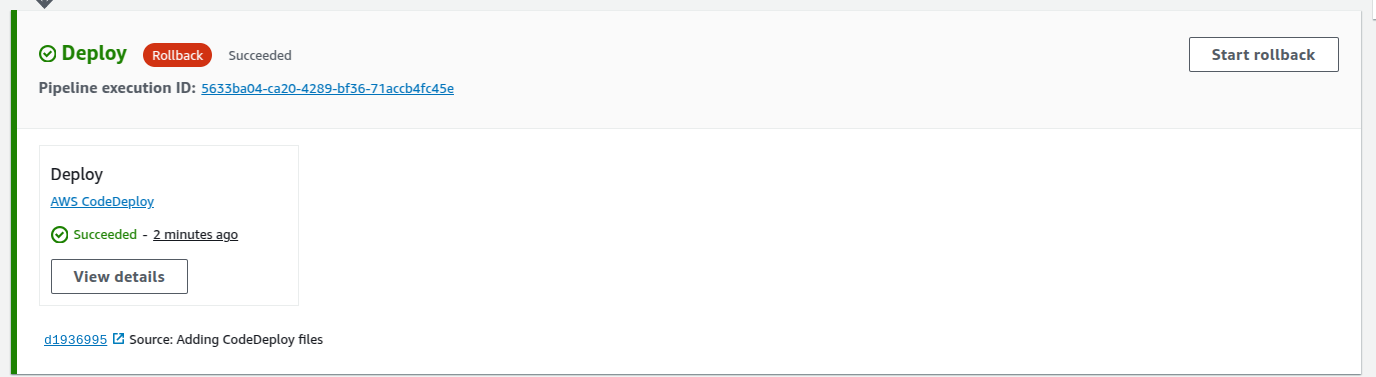 Deploy Rollback Succeeded Start rollback
Pipeline execution ID: 5633ba04-ca20-4289-bf36-71accb4fc45e
Deploy
AWS CodeDeploy
Succeeded - 2 minutes ago
View details
d1936995 Source: Adding CodeDeploy files